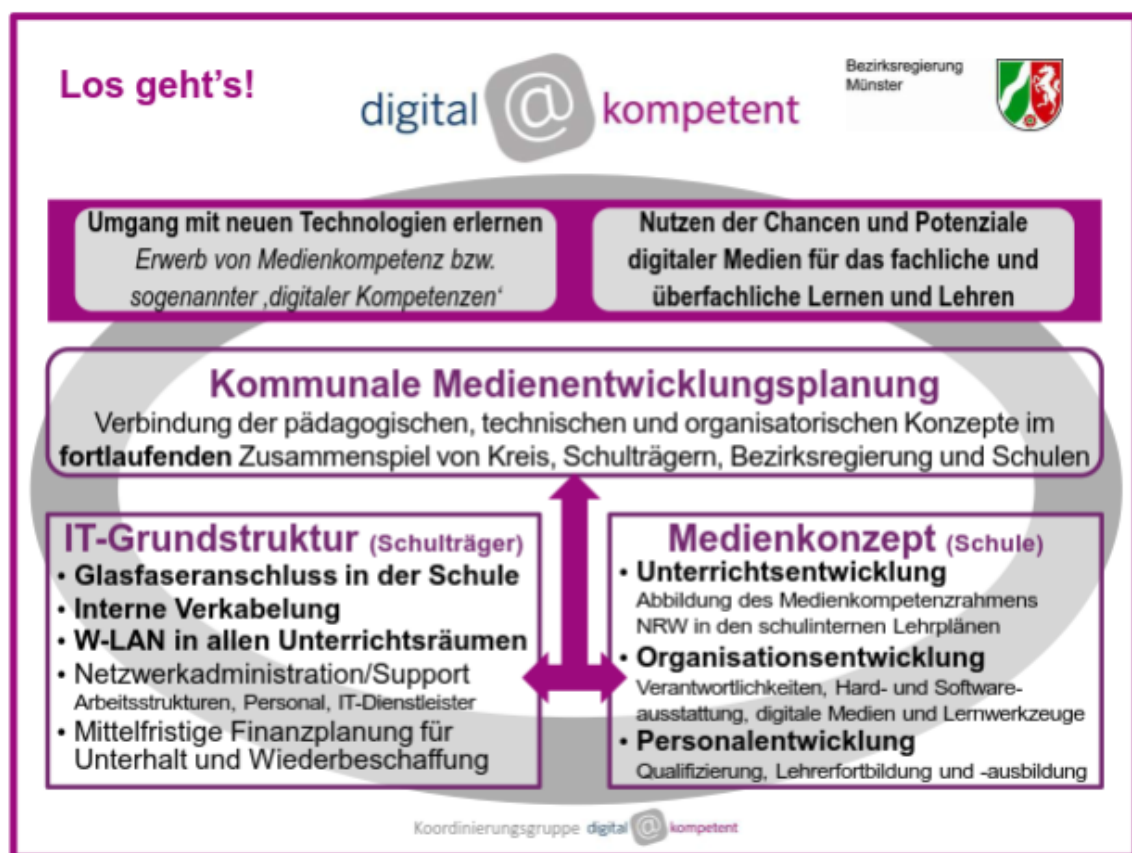 Los geht's!
digital @ kompetent
Bezirksregierung
Münster
Umgang mit neuen Technologien erlernen
Erwerb von Medienkompetenz bzw.
sogenannter ‚digitaler Kompetenzen‘
Nutzen der Chancen und Potenziale
digitaler Medien für das fachliche und
überfachliche Lernen und Lehren
Kommunale Medienentwicklungsplanung
Verbindung der pädagogischen, technischen und organisatorischen Konzepte im
fortlaufenden Zusammenspiel von Kreis, Schulträgern, Bezirksregierung und Schulen
IT-Grundstruktur (Schulträger)
• Glasfaseranschluss in der Schule
• Interne Verkabelung
• W-LAN in allen Unterrichtsräumen
• Netzwerkadministration/Support
Arbeitsstrukturen, Personal, IT-Dienstleister
• Mittelfristige Finanzplanung für
Unterhalt und Wiederbeschaffung
Medienkonzept (Schule)
• Unterrichtsentwicklung
Abbildung des Medienkompetenzrahmens
NRW in den schulinternen Lehrplänen
• Organisationsentwicklung
Verantwortlichkeiten, Hard- und Software-
ausstattung, digitale Medien und Lernwerkzeuge
• Personalentwicklung
Qualifizierung, Lehrerfortbildung und -ausbildung
Koordinierungsgruppe digital @ kompetent